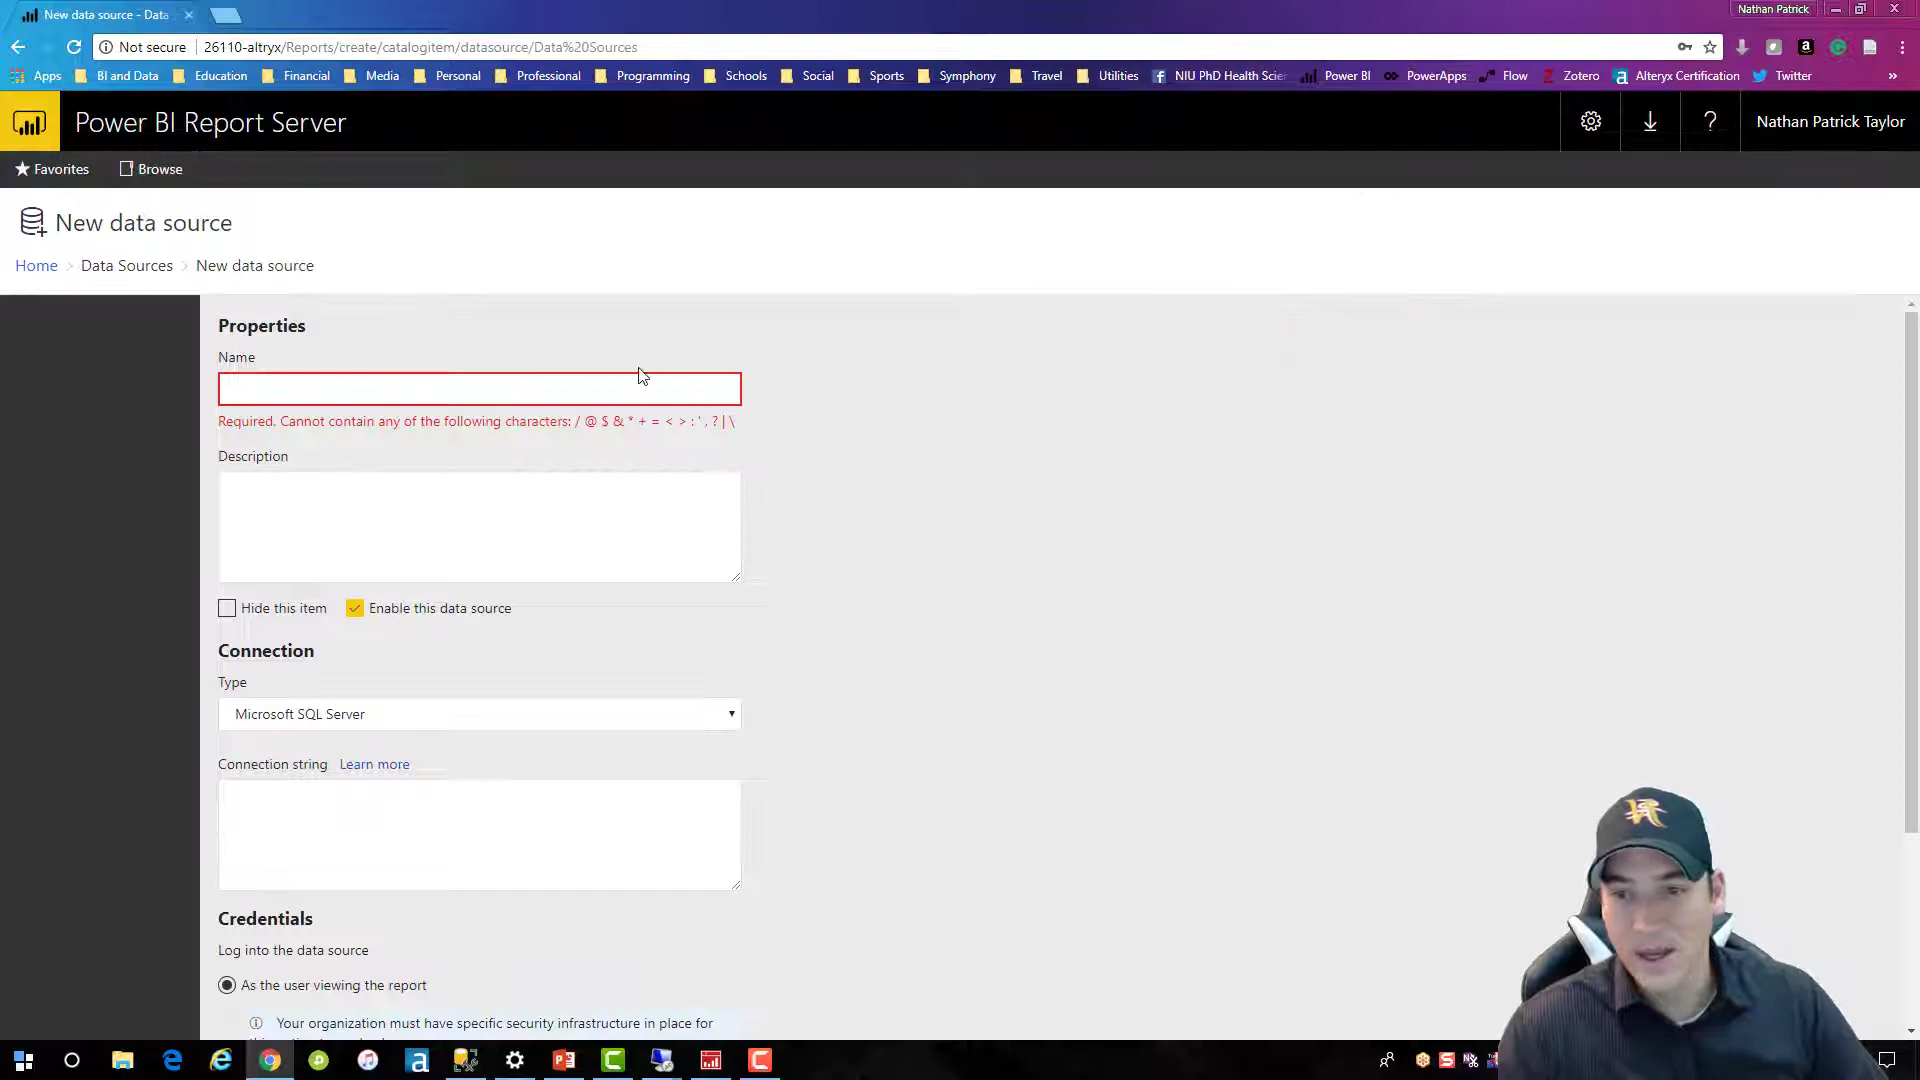 New data source - Data
Nathan Patrick
Not secure 26110-altryx/Reports/create/catalogitem/datasource/Data%20Sources
Apps BI and Data Education Financial Media Personal Professional Programming Schools Social Sports Symphony Travel Utilities NIU PhD Health Scien Power BI PowerApps Flow Zotero Alteryx Certification Twitter »
Power BI Report Server
? Nathan Patrick Taylor
Favorites Browse
New data source
Home > Data Sources > New data source
Properties
Name
Required. Cannot contain any of the following characters: / @ $ & * + = < > : ' , ? | \
Description
Hide this item Enable this data source
Connection
Type
Microsoft SQL Server
Connection string Learn more
Credentials
Log into the data source
As the user viewing the report
Your organization must have specific security infrastructure in place for